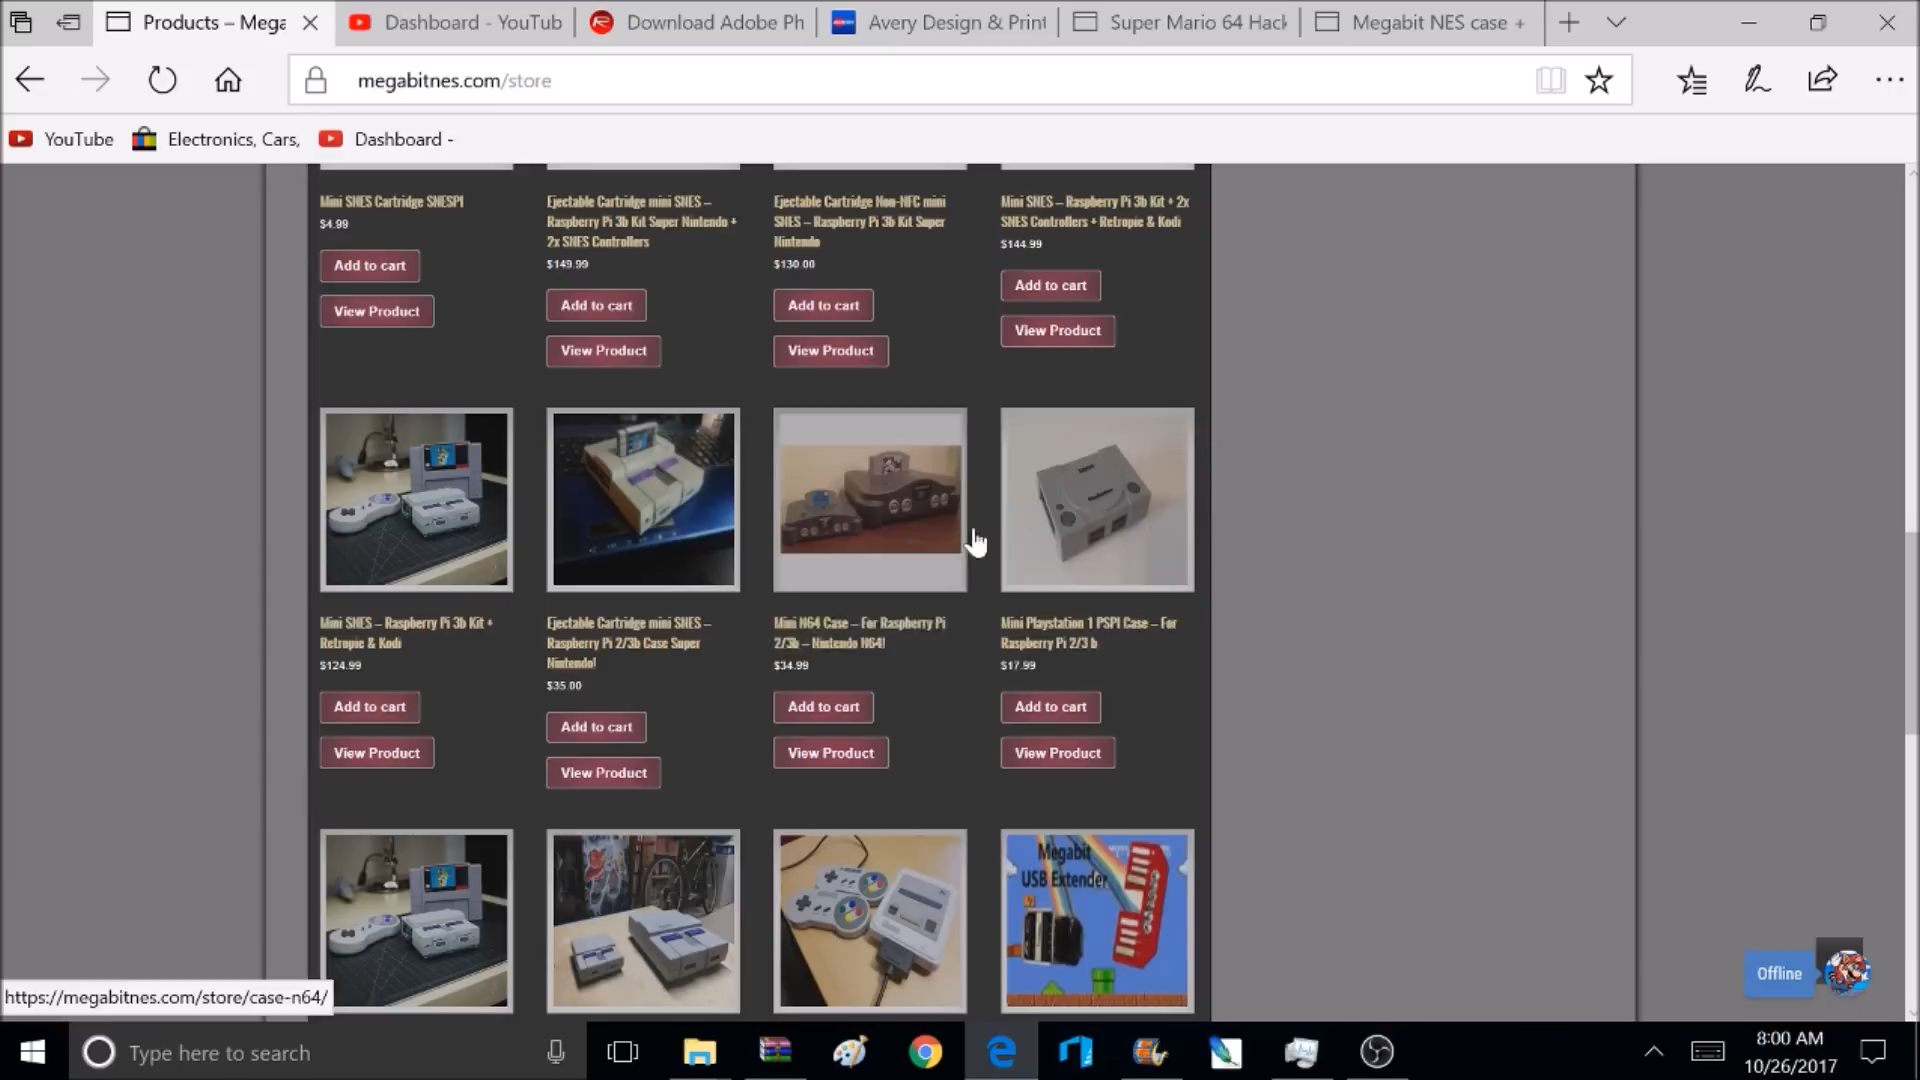 Products – Mega
Dashboard - YouTub
Download Adobe Ph
Avery Design & Print
Super Mario 64 Hack
Megabit NES case +
megabitnes.com/store
YouTube
Electronics, Cars,
Dashboard -
Mini SNES Cartridge SNESPI
$4.99
Add to cart
View Product
Ejectable Cartridge mini SNES –
Raspberry Pi 3b Kit Super Nintendo +
2x SNES Controllers
$149.99
Add to cart
View Product
Ejectable Cartridge Non-NFC mini
SNES – Raspberry Pi 3b Kit Super
Nintendo
$130.00
Add to cart
View Product
Mini SNES – Raspberry Pi 3b Kit + 2x
SNES Controllers + Retropie & Kodi
$144.99
Add to cart
View Product
Mini SNES – Raspberry Pi 3b Kit +
Retropie & Kodi
$124.99
Add to cart
View Product
Ejectable Cartridge mini SNES –
Raspberry Pi 2/3b Case Super
Nintendo!
$35.00
Add to cart
View Product
Mini N64 Case – For Raspberry Pi
2/3b – Nintendo N64!
$34.99
Add to cart
View Product
PlayStation
Mini Playstation 1 PSPI Case – For
Raspberry Pi 2/3 b
$17.99
Add to cart
View Product
Megabit
USB Extender
Offline
https://megabitnes.com/store/case-n64/
Type here to search
8:00 AM
10/26/2017